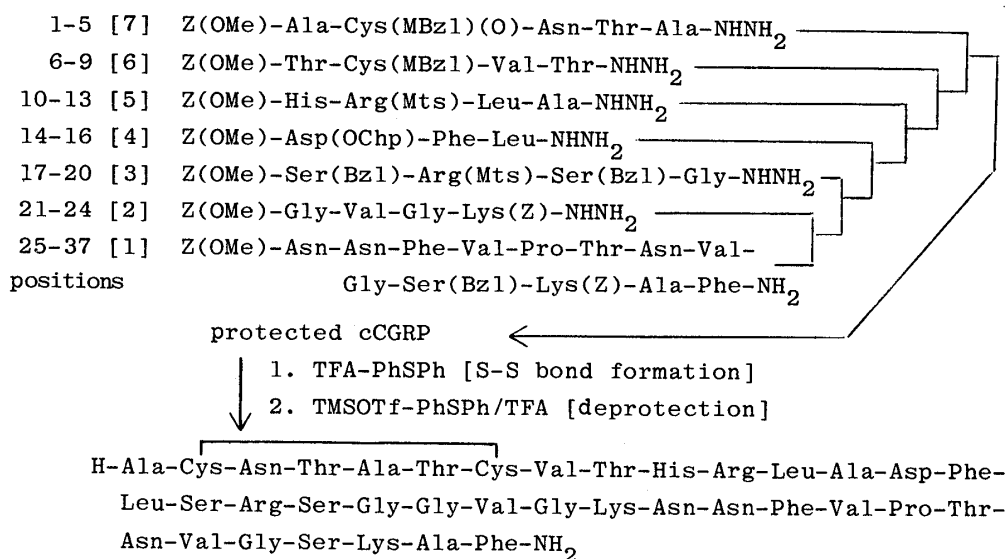 1-5 [7] Z(OMe)-Ala-Cys(MBzl)(O)-Asn-Thr-Ala-NHNH2
6-9 [6] Z(OMe)-Thr-Cys(MBzl)-Val-Thr-NHNH2
10-13 [5] Z(OMe)-His-Arg(Mts)-Leu-Ala-NHNH2
14-16 [4] Z(OMe)-Asp(OChp)-Phe-Leu-NHNH2
17-20 [3] Z(OMe)-Ser(Bzl)-Arg(Mts)-Ser(Bzl)-Gly-NHNH2
21-24 [2] Z(OMe)-Gly-Val-Gly-Lys(Z)-NHNH2
25-37 [1] Z(OMe)-Asn-Asn-Phe-Val-Pro-Thr-Asn-Val-
positions Gly-Ser(Bzl)-Lys(Z)-Ala-Phe-NH2
protected cCGRP
1. TFA-PhSPh [S-S bond formation]
2. TMSOTf-PhSPh/TFA [deprotection]
H-Ala-Cys-Asn-Thr-Ala-Thr-Cys-Val-Thr-His-Arg-Leu-Ala-Asp-Phe-
Leu-Ser-Arg-Ser-Gly-Gly-Val-Gly-Lys-Asn-Asn-Phe-Val-Pro-Thr-
Asn-Val-Gly-Ser-Lys-Ala-Phe-NH2